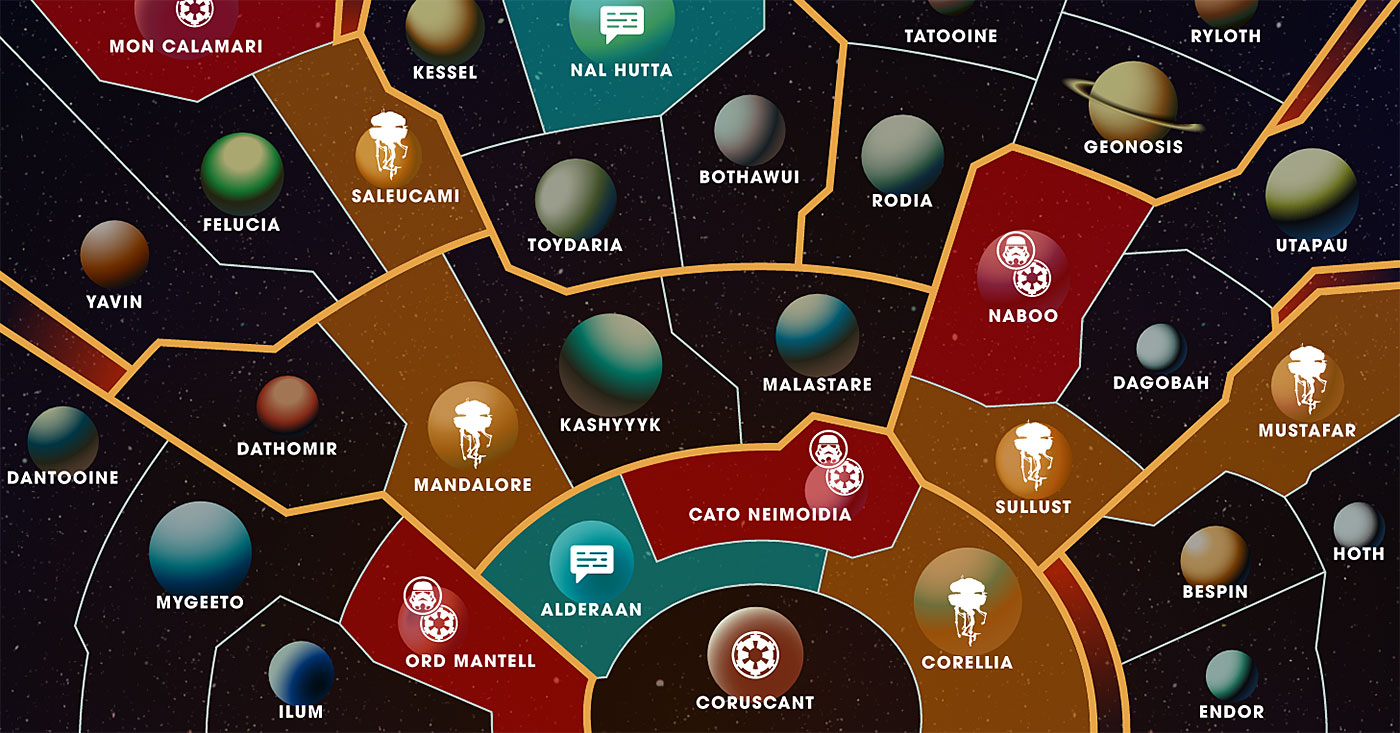 MON CALAMARI
KESSEL
NAL HUTTA
TATOOINE
RYLOTH
GEONOSIS
SALEUCAMI
FELUCIA
BOTHAWUI
RODIA
TOYDARIA
UTAPAU
YAVIN
NABOO
DAGOBAH
MALASTARE
KASHYYYK
MUSTAFAR
DATHOMIR
DANTOOINE
MANDALORE
CATO NEIMOIDIA
SULLUST
HOTH
MYGEETO
ALDERAAN
BESPIN
ORD MANTELL
CORELLIA
CORUSCANT
ILUM
ENDOR